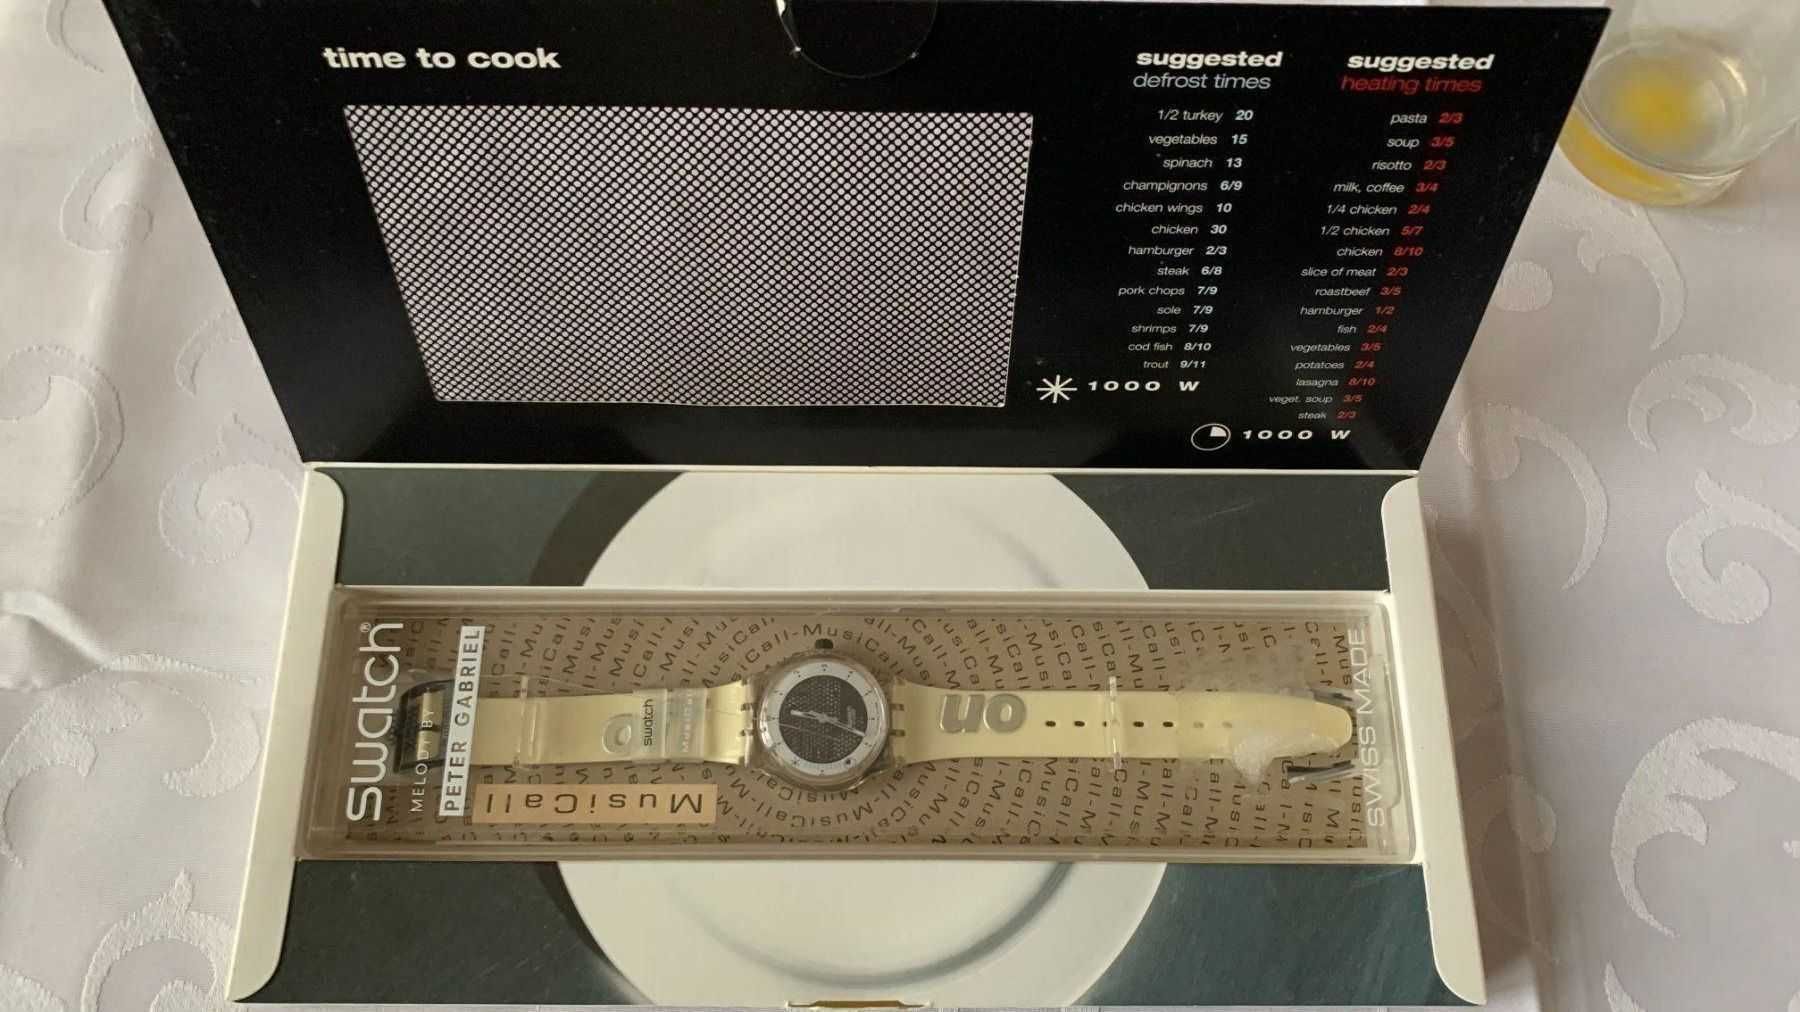 time to cook
suggested
defrost times
1/2 turkey 20
vegetables 15
spinach 13
champignons 6/9
chicken wings 10
chicken 30
hamburger 2/3
steak 6/8
pork chops 7/9
sole 7/9
shrimps 7/9
cod fish 8/10
trout 9/11
1000 W
suggested
heating times
pasta 2/3
soup 3/5
risotto 2/3
milk, coffee 3/4
1/4 chicken 2/4
1/2 chicken 5/7
chicken 8/10
slice of meat 2/3
roastbeef 3/5
hamburger 1/2
fish 2/4
vegetables 3/5
potatoes 2/4
lasagna 8/10
veget. soup 3/5
steak 2/3
1000 W
swatch®
MELODY BY
PETER GABRIEL
MusiCall
swatch
MusiCall
on
SWISS MADE